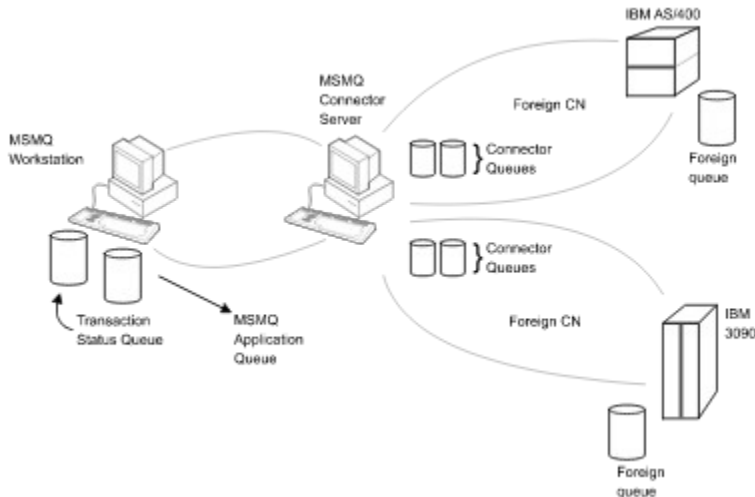 IBM AS/400
MSMQ
Connector
Server
Foreign CN
MSMQ
Workstation
Connector
Queues
Foreign
queue
Connector
Queues
Transaction
Status Queue
MSMQ
Application
Queue
Foreign CN
IBM
3090
Foreign
queue